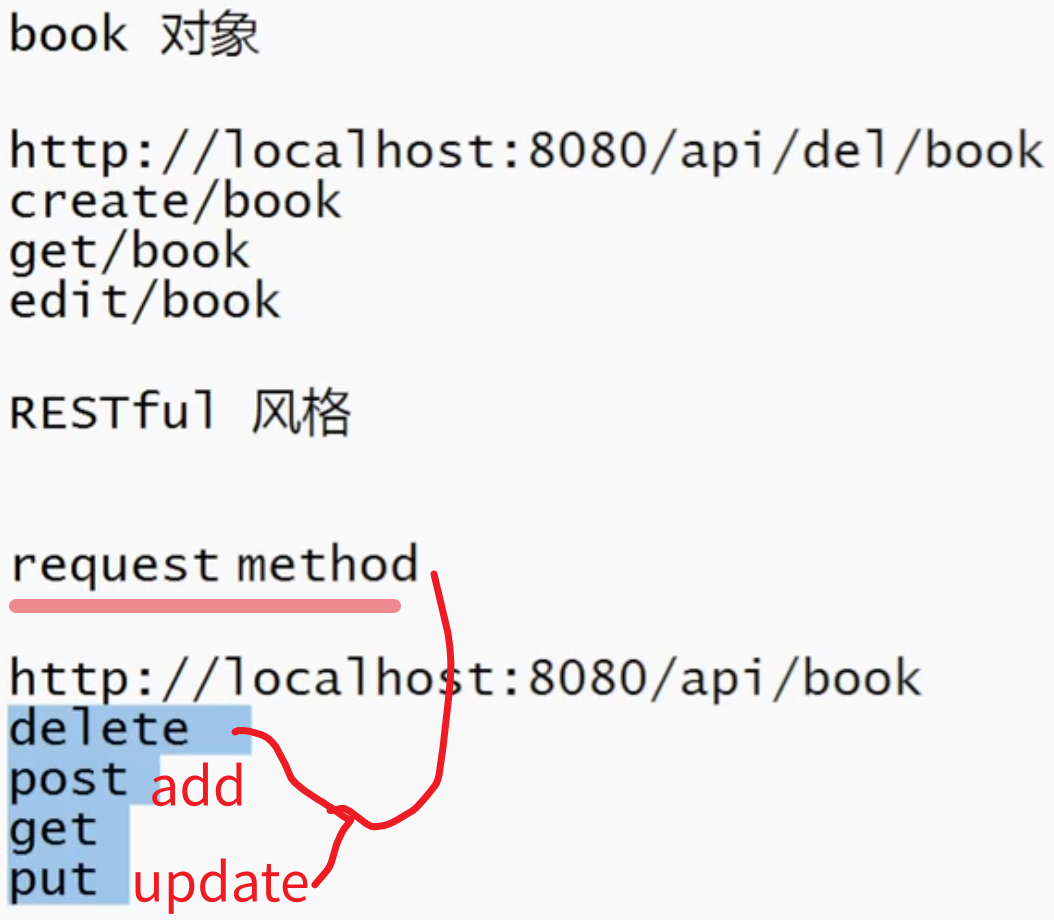 book 对象
http://localhost:8080/api/del/book
create/book
get/book
edit/book
RESTful 风格
request method
http://localhost:8080/api/book
delete
post add
get
put update